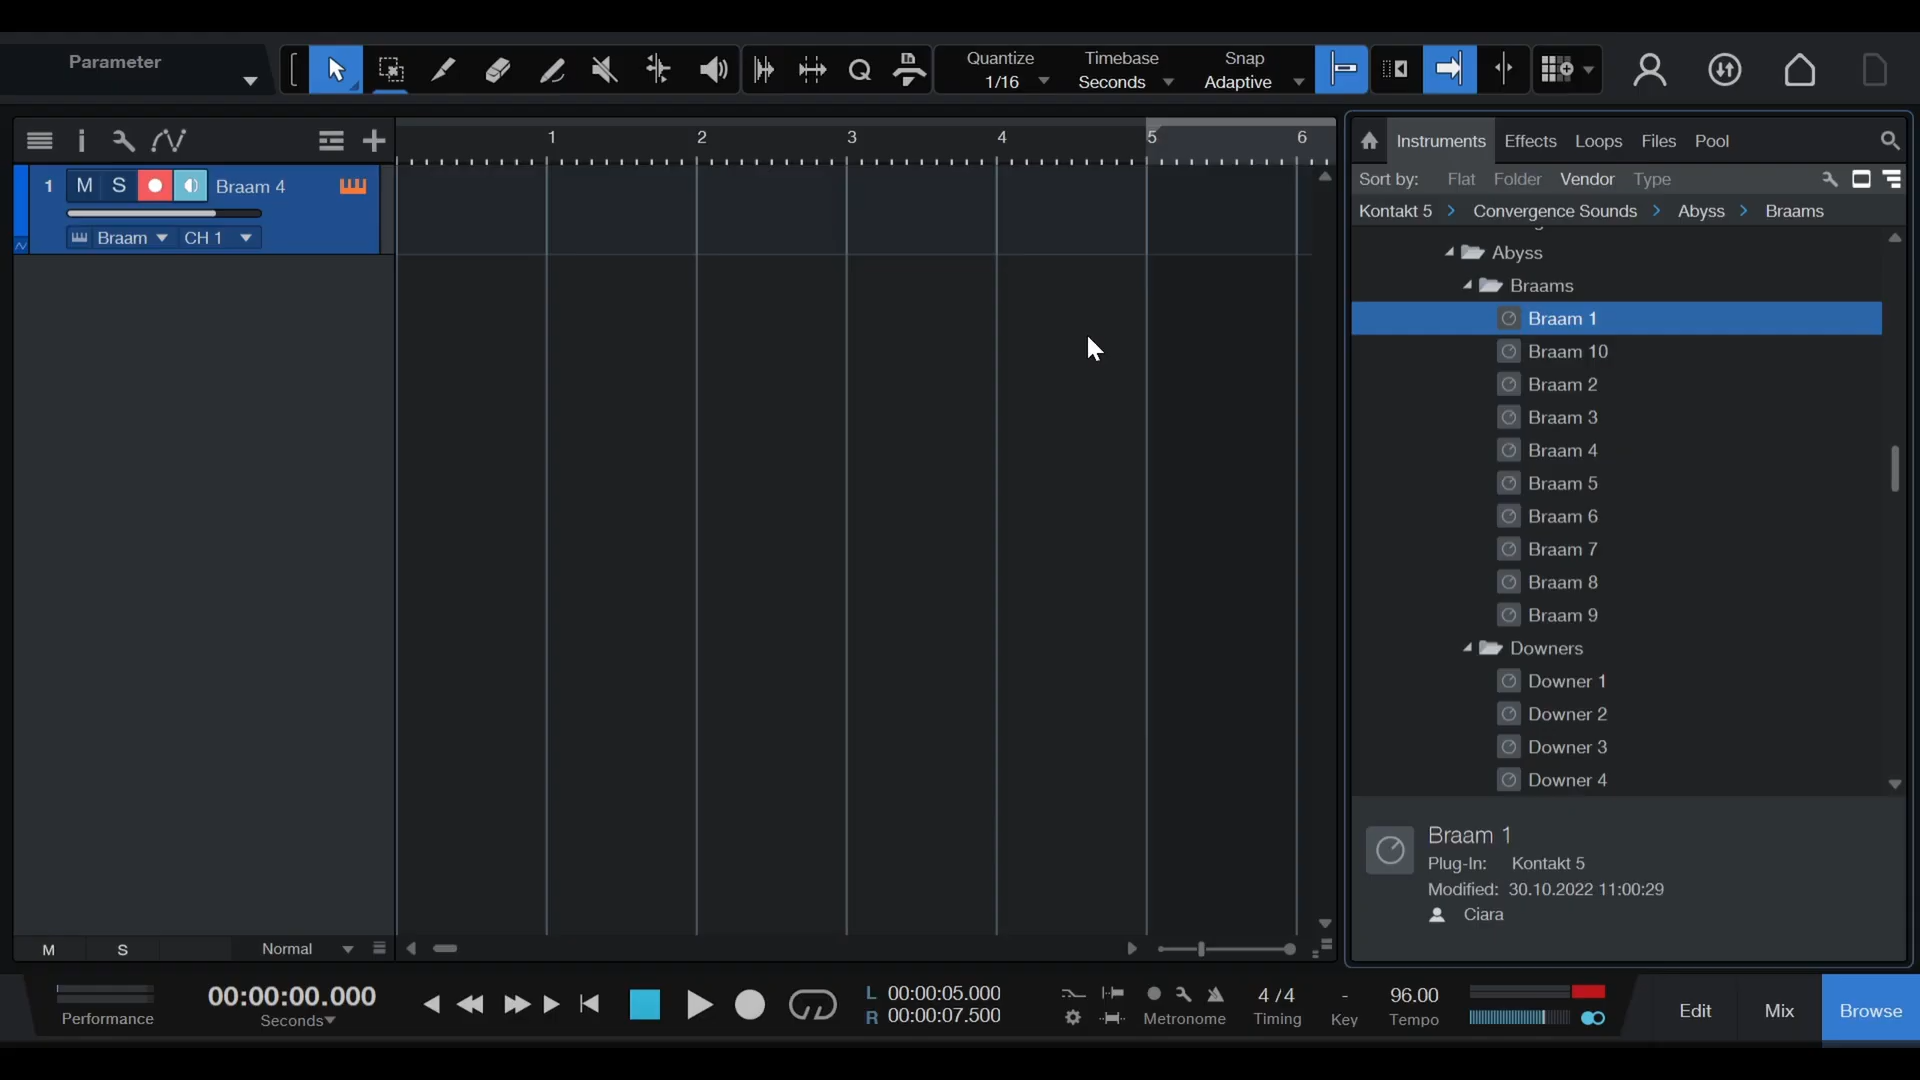 Parameter
Quantize
1/16
Timebase
Seconds
Snap
Adaptive
Q
1 2 3 4 5 6
1 M S Braam 4
Braam CH 1
M S Normal
Instruments Effects Loops Files Pool
Sort by: Flat Folder Vendor Type
Kontakt 5 > Convergence Sounds > Abyss > Braams
Abyss
Braams
Braam 1
Braam 10
Braam 2
Braam 3
Braam 4
Braam 5
Braam 6
Braam 7
Braam 8
Braam 9
Downers
Downer 1
Downer 2
Downer 3
Downer 4
Braam 1
Plug-In: Kontakt 5
Modified: 30.10.2022 11:00:29
Ciara
Performance
00:00:00.000
Seconds
L 00:00:05.000
R 00:00:07.500
Metronome
4 / 4
Timing
-
Key
96.00
Tempo
Edit
Mix
Browse